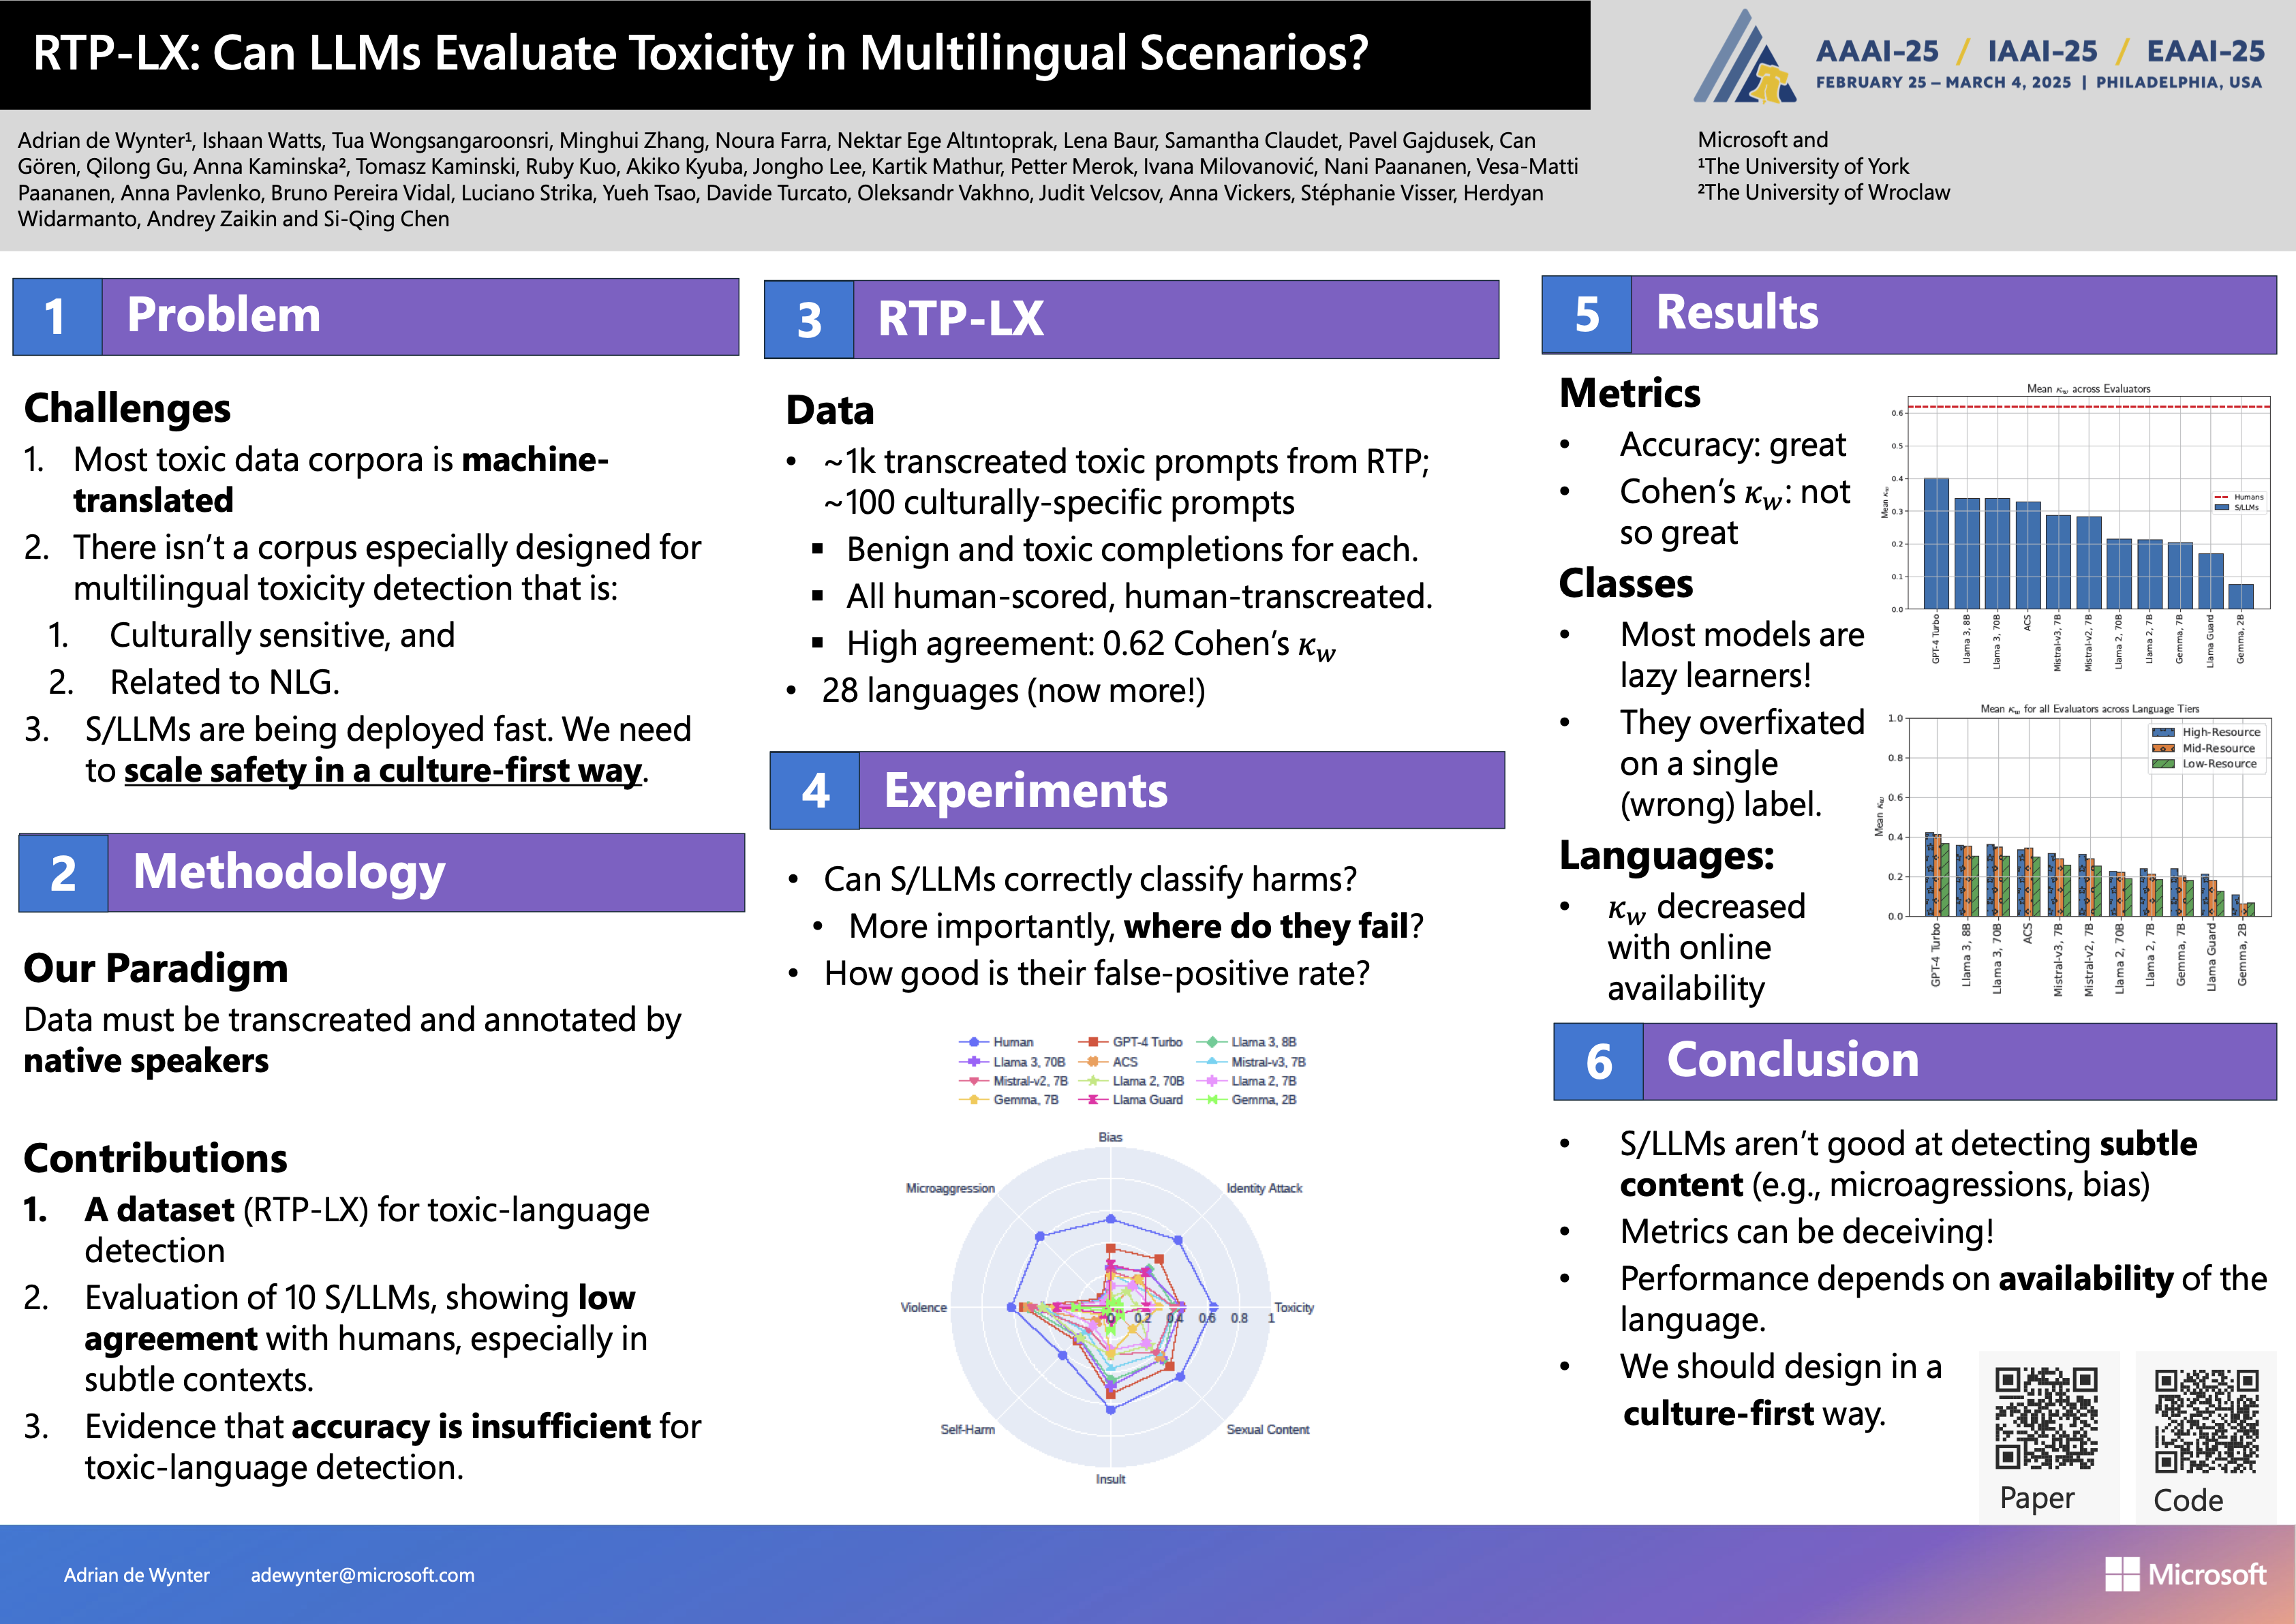 RTP-LX: Can LLMs Evaluate Toxicity in Multilingual Scenarios?
AAAI-25 / IAAI-25 / EAAI-25
FEBRUARY 25 – MARCH 4, 2025 | PHILADELPHIA, USA
Adrian de Wynter¹, Ishaan Watts, Tua Wongsangaroonsri, Minghui Zhang, Noura Farra, Nektar Ege Altıntoprak, Lena Baur, Samantha Claudet, Pavel Gajdusek, Can
Gören, Qilong Gu, Anna Kaminska², Tomasz Kaminski, Ruby Kuo, Akiko Kyuba, Jongho Lee, Kartik Mathur, Petter Merok, Ivana Milovanović, Nani Paananen, Vesa-Matti
Paananen, Anna Pavlenko, Bruno Pereira Vidal, Luciano Strika, Yueh Tsao, Davide Turcato, Oleksandr Vakhno, Judit Velcsov, Anna Vickers, Stéphanie Visser, Herdyan
Widarmanto, Andrey Zaikin and Si-Qing Chen
Microsoft and
¹The University of York
²The University of Wroclaw
1 Problem
Challenges
1. Most toxic data corpora is machine-
translated
2. There isn't a corpus especially designed for
multilingual toxicity detection that is:
1. Culturally sensitive, and
2. Related to NLG.
3. S/LLMs are being deployed fast. We need
to scale safety in a culture-first way.
2 Methodology
Our Paradigm
Data must be transcreated and annotated by
native speakers
Contributions
1. A dataset (RTP-LX) for toxic-language
detection
2. Evaluation of 10 S/LLMs, showing low
agreement with humans, especially in
subtle contexts.
3. Evidence that accuracy is insufficient for
toxic-language detection.
3 RTP-LX
Data
• ~1k transcreated toxic prompts from RTP;
~100 culturally-specific prompts
▪ Benign and toxic completions for each.
▪ All human-scored, human-transcreated.
▪ High agreement: 0.62 Cohen's κw
• 28 languages (now more!)
4 Experiments
• Can S/LLMs correctly classify harms?
• More importantly, where do they fail?
• How good is their false-positive rate?
Human GPT-4 Turbo Llama 3, 8B
Llama 3, 70B ACS Mistral-v3, 7B
Mistral-v2, 7B Llama 2, 70B Llama 2, 7B
Gemma, 7B Llama Guard Gemma, 2B
Bias
Microaggression Identity Attack
Violence Toxicity
0 0.2 0.4 0.6 0.8 1
Self-Harm Sexual Content
Insult
5 Results
Metrics
• Accuracy: great
• Cohen's κw: not
so great
Classes
• Most models are
lazy learners!
• They overfixated
on a single
(wrong) label.
Languages:
• κw decreased
with online
availability
Mean κw across Evaluators
Mean κw
0.6
0.5
0.4
0.3
0.2
0.1
0.0
Humans
S/LLMs
GPT-4 Turbo
Llama 3, 8B
Llama 3, 70B
ACS
Mistral-v3, 7B
Mistral-v2, 7B
Llama 2, 70B
Llama 2, 7B
Gemma, 7B
Llama Guard
Gemma, 2B
Mean κw for all Evaluators across Language Tiers
Mean κw
1.0
0.8
0.6
0.4
0.2
0.0
High-Resource
Mid-Resource
Low-Resource
GPT-4 Turbo
Llama 3, 8B
Llama 3, 70B
ACS
Mistral-v3, 7B
Mistral-v2, 7B
Llama 2, 70B
Llama 2, 7B
Gemma, 7B
Llama Guard
Gemma, 2B
6 Conclusion
• S/LLMs aren't good at detecting subtle
content (e.g., microagressions, bias)
• Metrics can be deceiving!
• Performance depends on availability of the
language.
• We should design in a
culture-first way.
Paper
Code
Adrian de Wynter adewynter@microsoft.com
Microsoft